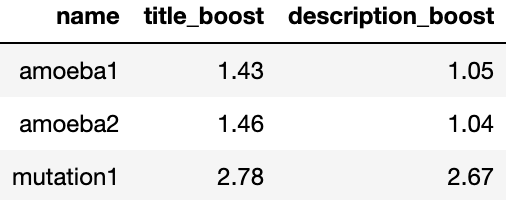 name title_boost description_boost
amoeba1 1.43 1.05
amoeba2 1.46 1.04
mutation1 2.78 2.67